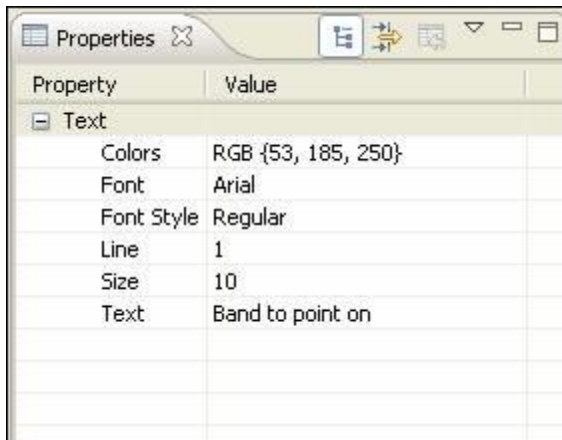 Properties
Property Value
Text
Colors RGB {53, 185, 250}
Font Arial
Font Style Regular
Line 1
Size 10
Text Band to point on